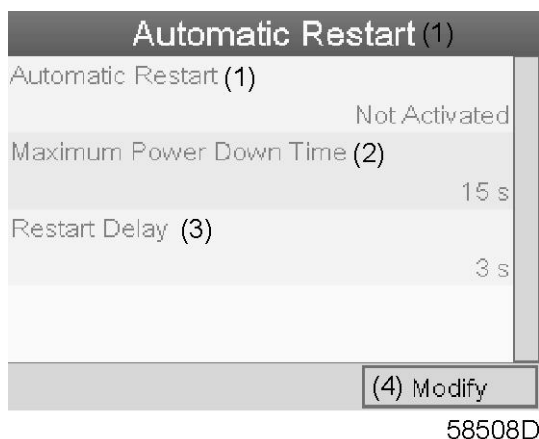 Automatic Restart (1)
Automatic Restart (1)
Not Activated
Maximum Power Down Time (2)
15 s
Restart Delay (3)
3 s
(4) Modify
58508D